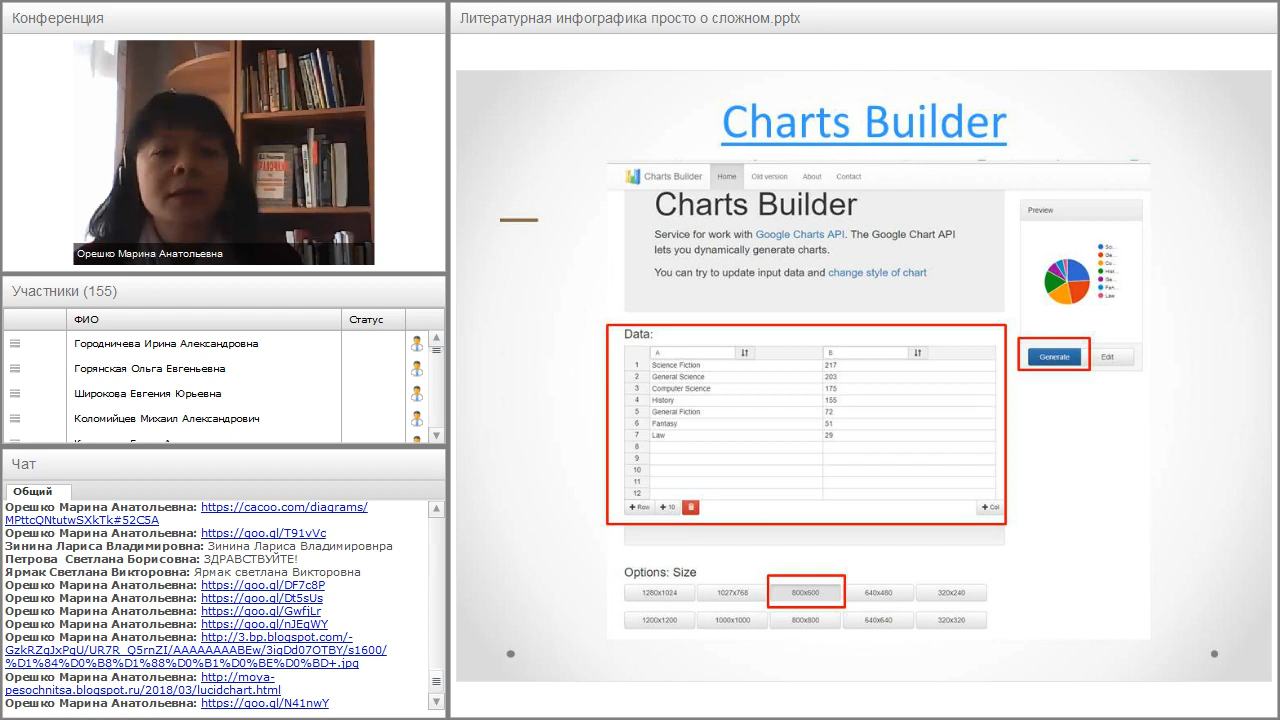 Конференция
Орешко Марина Анатольевна
Участники (155)
ФИО Статус
Городничева Ирина Александровна
Горянская Ольга Евгеньевна
Широкова Евгения Юрьевна
Коломийцев Михаил Александрович
Чат
Общий
Орешко Марина Анатольевна: https://cacoo.com/diagrams/
MPttcQNtutwSXkTk#52C5A
Орешко Марина Анатольевна: https://goo.gl/T91vVc
Зинина Лариса Владимировна: Зинина Лариса Владимировнра
Петрова Светлана Борисовна: ЗДРАВСТВУЙТЕ!
Ярмак Светлана Викторовна: Ярмак светлана Викторовна
Орешко Марина Анатольевна: https://goo.gl/DF7c8P
Орешко Марина Анатольевна: https://goo.gl/Dt5sUs
Орешко Марина Анатольевна: https://goo.gl/GwfjLr
Орешко Марина Анатольевна: https://goo.gl/nJEqWY
Орешко Марина Анатольевна: http://3.bp.blogspot.com/-
GzkRZgJxPgU/UR7R_Q5rnZI/AAAAAAAABEw/3iqDd07OTBY/s1600/
%D1%84%D0%B8%D1%88%D0%B1%D0%BE%D0%BD+.jpg
Орешко Марина Анатольевна: http://moya-
pesochnitsa.blogspot.ru/2018/03/lucidchart.html
Орешко Марина Анатольевна: https://goo.gl/N41nwY
Литературная инфографика просто о сложном.pptx
Charts Builder
Charts Builder Home Old version About Contact
Charts Builder
Service for work with Google Charts API. The Google Chart API
lets you dynamically generate charts.
You can try to update input data and change style of chart
Preview
So...
Ge...
Co...
Hist...
Ge...
Fan...
Law
Generate Edit
Data:
A B
1 Science Fiction 217
2 General Science 203
3 Computer Science 175
4 History 155
5 General Fiction 72
6 Fantasy 51
7 Law 29
8
9
10
11
12
+ Row + 10 + Col
Options: Size
1280x1024 1027x768 800x600 640x480 320x240
1200x1200 1000x1000 800x800 640x640 320x320